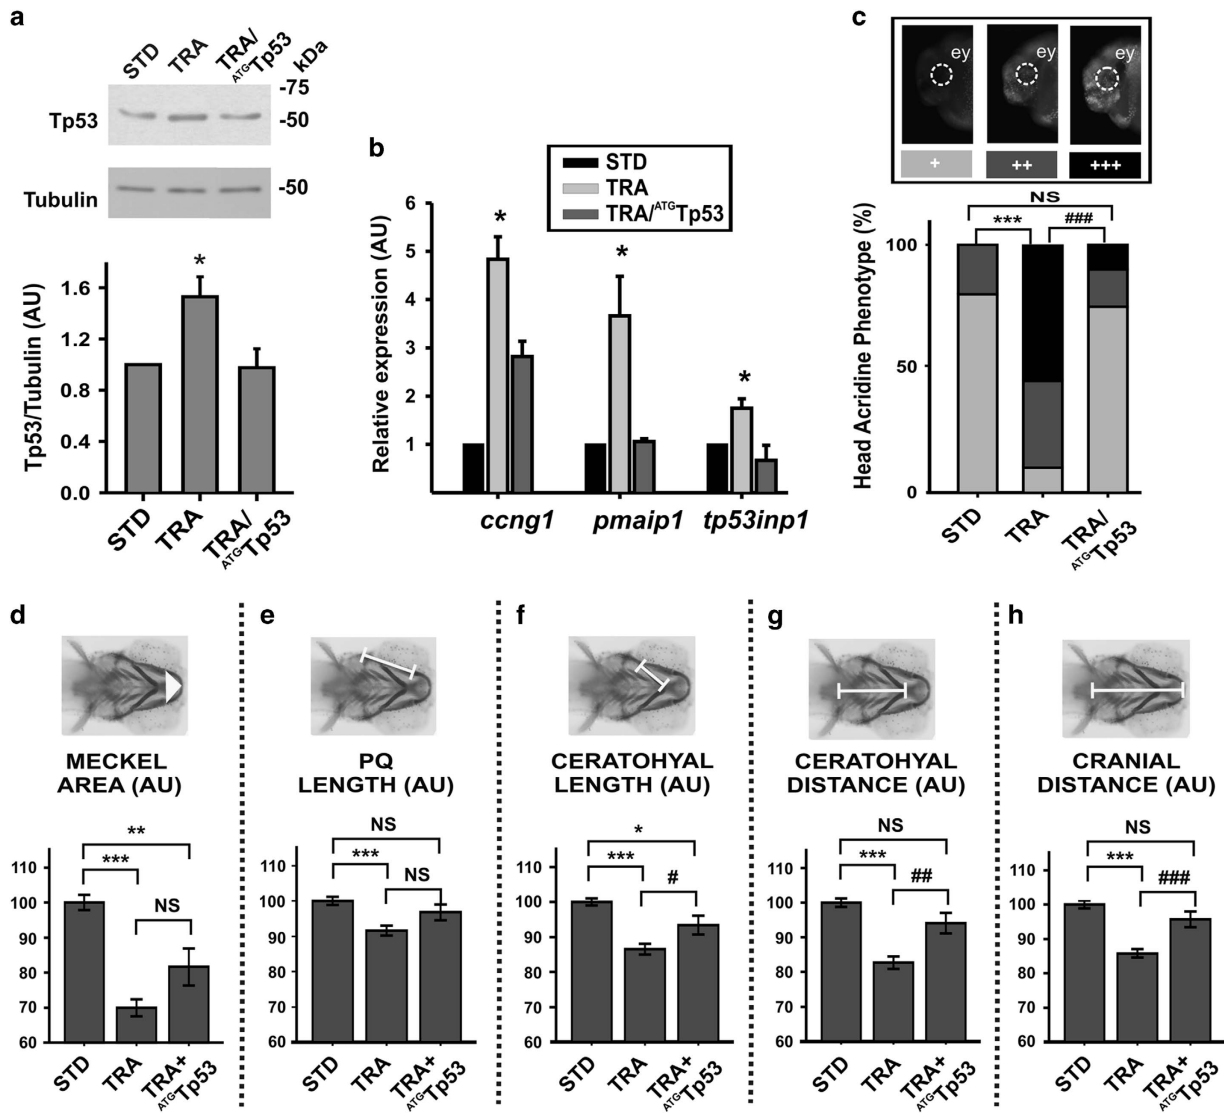 a
STD
TRA
TRA/
ATGTp53
kDa
-75
Tp53
-50
Tubulin
-50
Tp53/Tubulin (AU)
1.6
1.2
0.8
0.4
0.0
*
STD
TRA
TRA/
ATGTp53
b
STD
TRA
TRA/ATGTp53
Relative expression (AU)
6
5
4
3
2
1
*
*
*
ccng1
pmaip1
tp53inp1
c
ey
ey
ey
+
++
+++
NS
***
###
Head Acridine Phenotype (%)
100
50
0
STD
TRA
TRA/
ATGTp53
d
MECKEL
AREA (AU)
**
***
NS
110
100
90
80
70
60
STD
TRA
TRA+
ATGTp53
e
PQ
LENGTH (AU)
NS
***
NS
110
100
90
80
70
60
STD
TRA
TRA+
ATGTp53
f
CERATOHYAL
LENGTH (AU)
*
***
#
110
100
90
80
70
60
STD
TRA
TRA+
ATGTp53
g
CERATOHYAL
DISTANCE (AU)
NS
***
##
110
100
90
80
70
60
STD
TRA
TRA+
ATGTp53
h
CRANIAL
DISTANCE (AU)
NS
***
###
110
100
90
80
70
60
STD
TRA
TRA+
ATGTp53